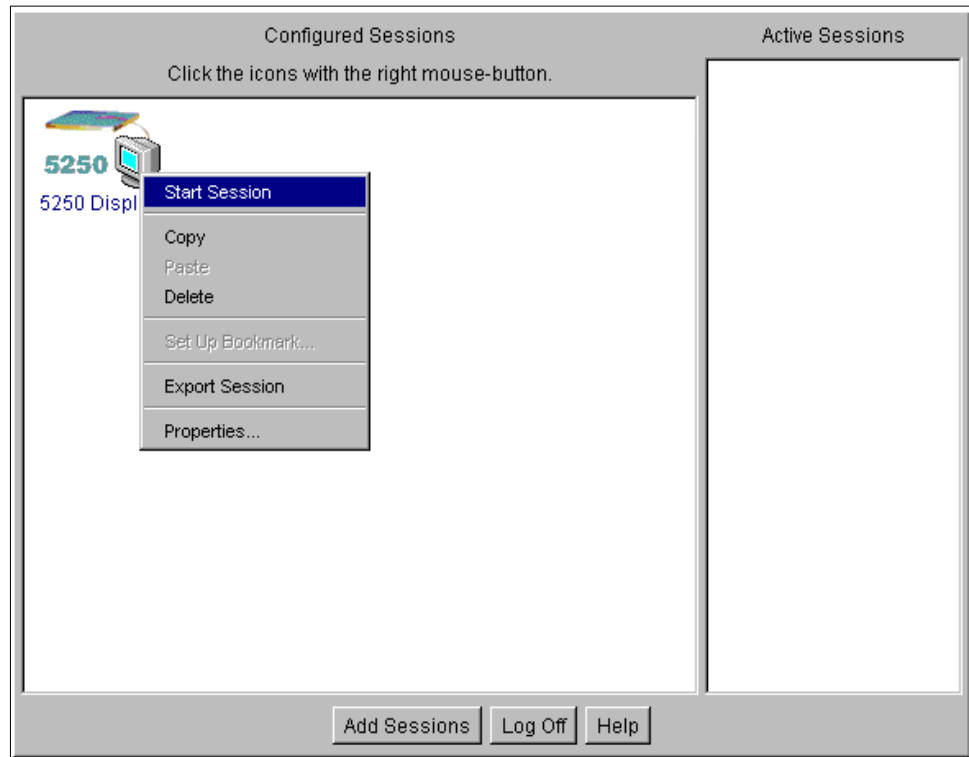 Configured Sessions
Active Sessions
Click the icons with the right mouse-button.
5250
5250 Displ
Start Session
Copy
Paste
Delete
Set Up Bookmark...
Export Session
Properties...
Add Sessions
Log Off
Help